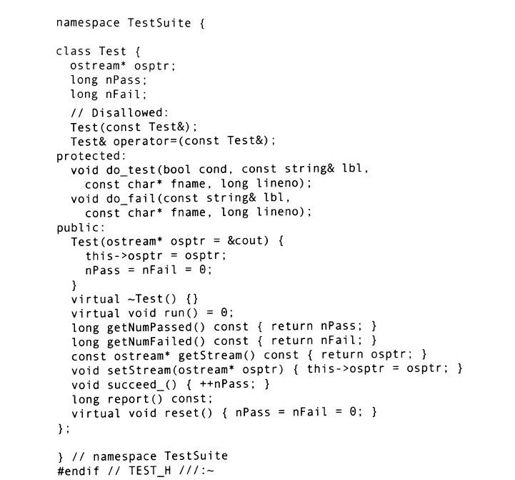 namespace TestSuite {
class Test {
ostream* osptr;
long nPass;
long nFail;
// Disallowed:
Test(const Test&);
Test& operator=(const Test&);
protected:
void do_test(bool cond, const string& lbl,
const char* fname, long lineno);
void do_fail(const string& lbl,
const char* fname, long lineno);
public:
Test(ostream* osptr = &cout) {
this->osptr = osptr;
nPass = nFail = 0;
}
virtual ~Test() {}
virtual void run() = 0;
long getNumPassed() const { return nPass; }
long getNumFailed() const { return nFail; }
const ostream* getStream() const { return osptr; }
void setStream(ostream* osptr) { this->osptr = osptr; }
void succeed_() { ++nPass; }
long report() const;
virtual void reset() { nPass = nFail = 0; }
};
} // namespace TestSuite
#endif // TEST_H ///:~